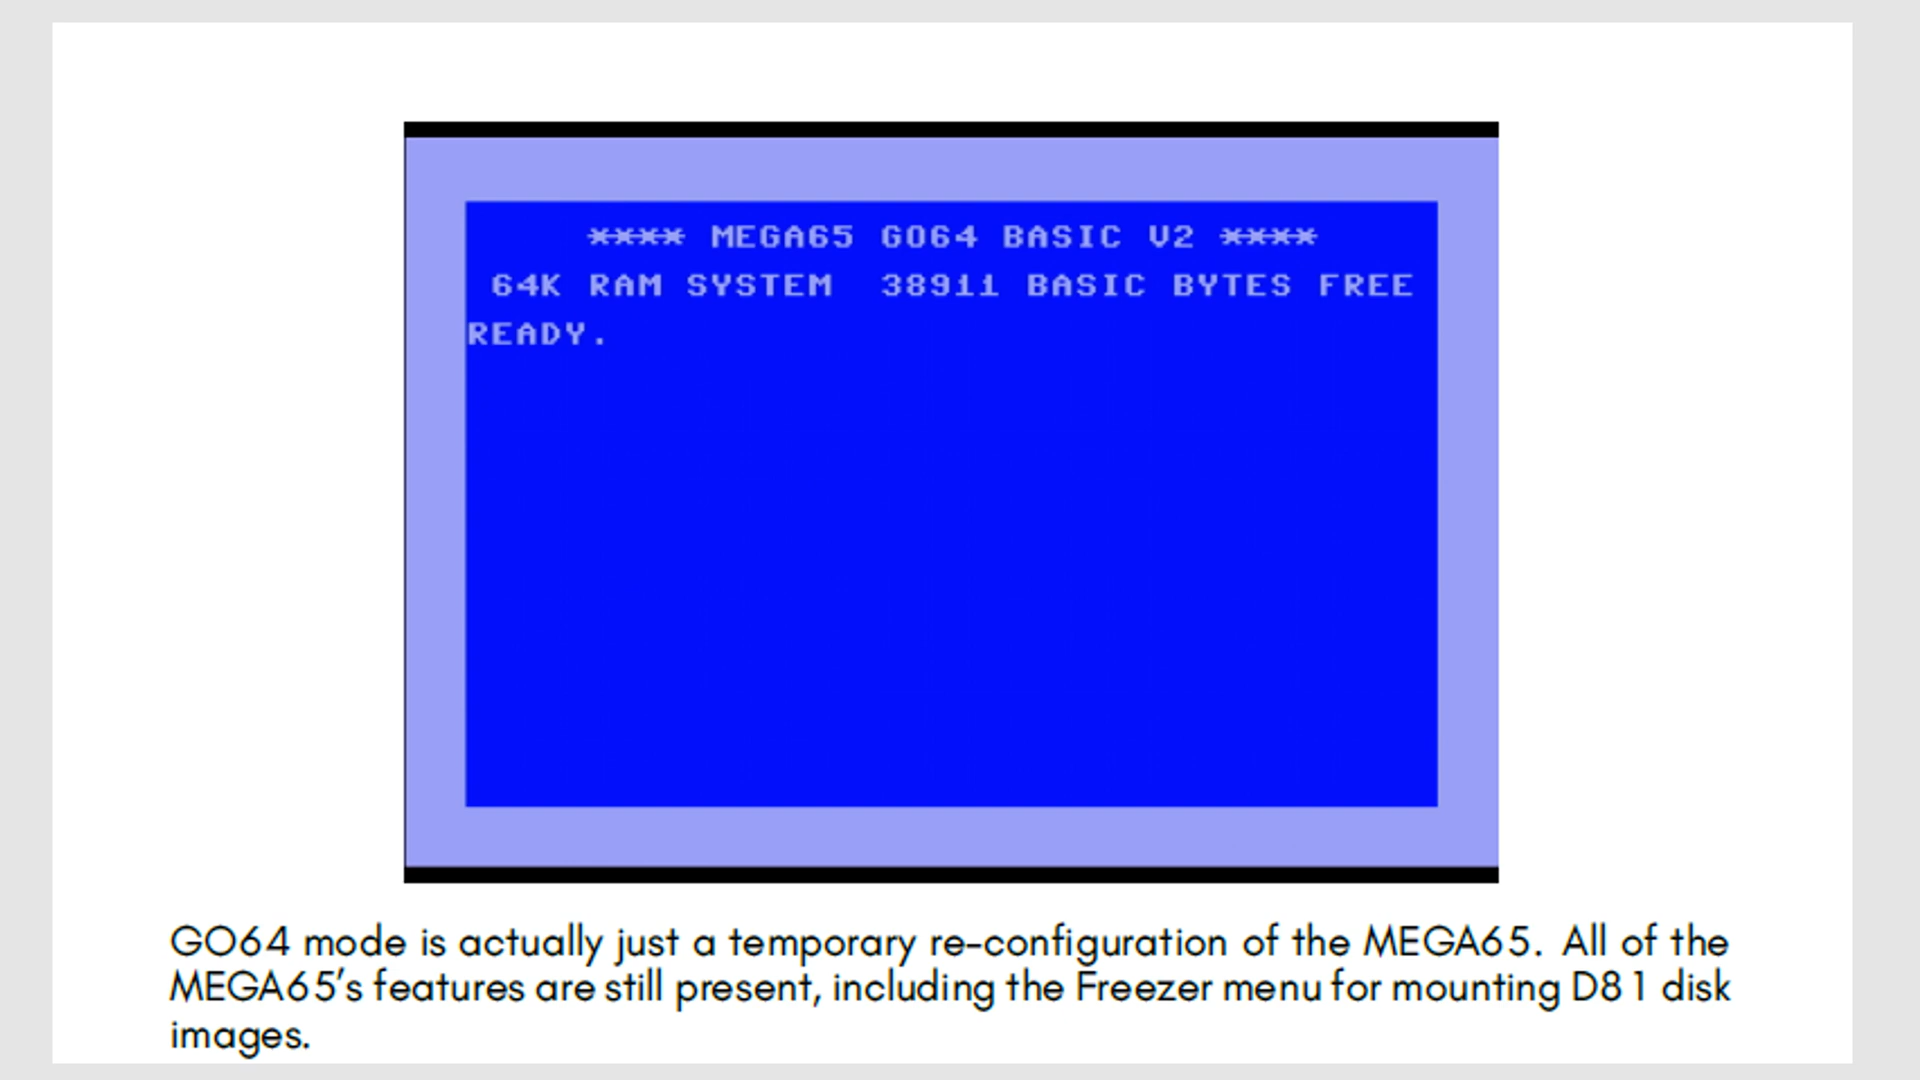 **** MEGA65 GO64 BASIC V2 ****
64K RAM SYSTEM  38911 BASIC BYTES FREE
READY.
GO64 mode is actually just a temporary re-configuration of the MEGA65. All of the
MEGA65's features are still present, including the Freezer menu for mounting D81 disk
images.